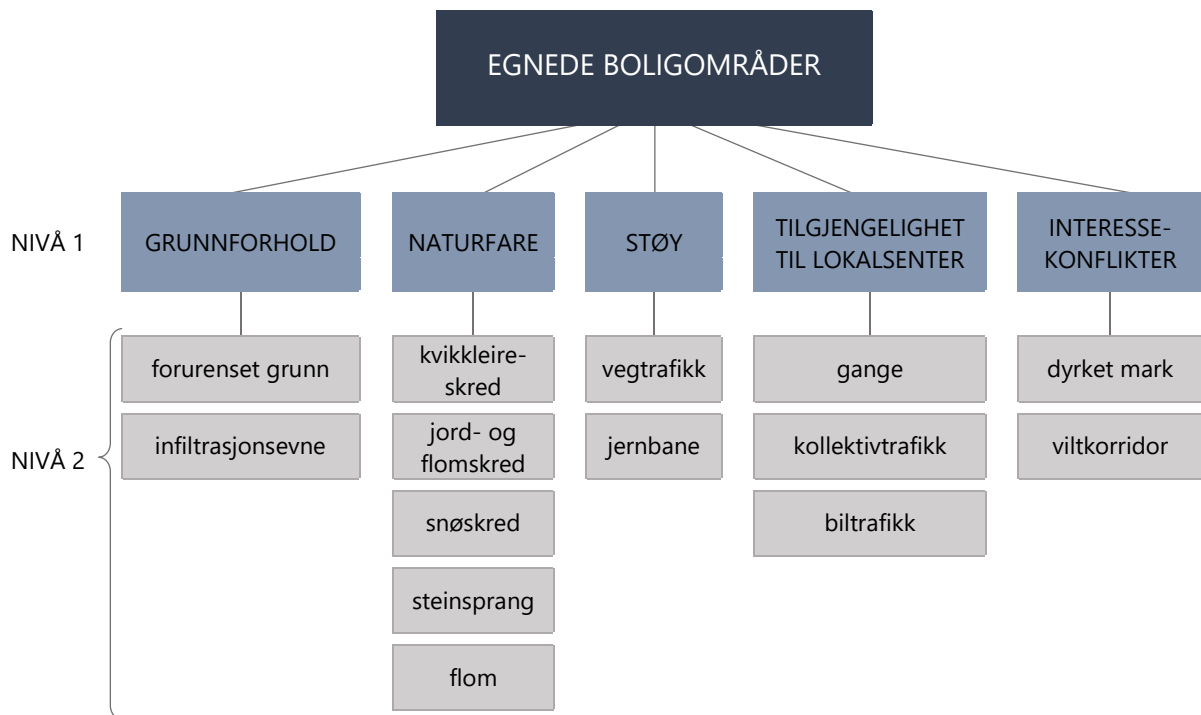 EGNEDE BOLIGOMRÅDER
NIVÅ 1
GRUNNFORHOLD
NATURFARE
STØY
TILGJENGELIGHET
TIL LOKALSENTER
INTERESSE-
KONFLIKTER
NIVÅ 2
forurenset grunn
infiltrasjonsevne
kvikkleire-
skred
jord- og
flomskred
snøskred
steinsprang
flom
vegtrafikk
jernbane
gange
kollektivtrafikk
biltrafikk
dyrket mark
viltkorridor